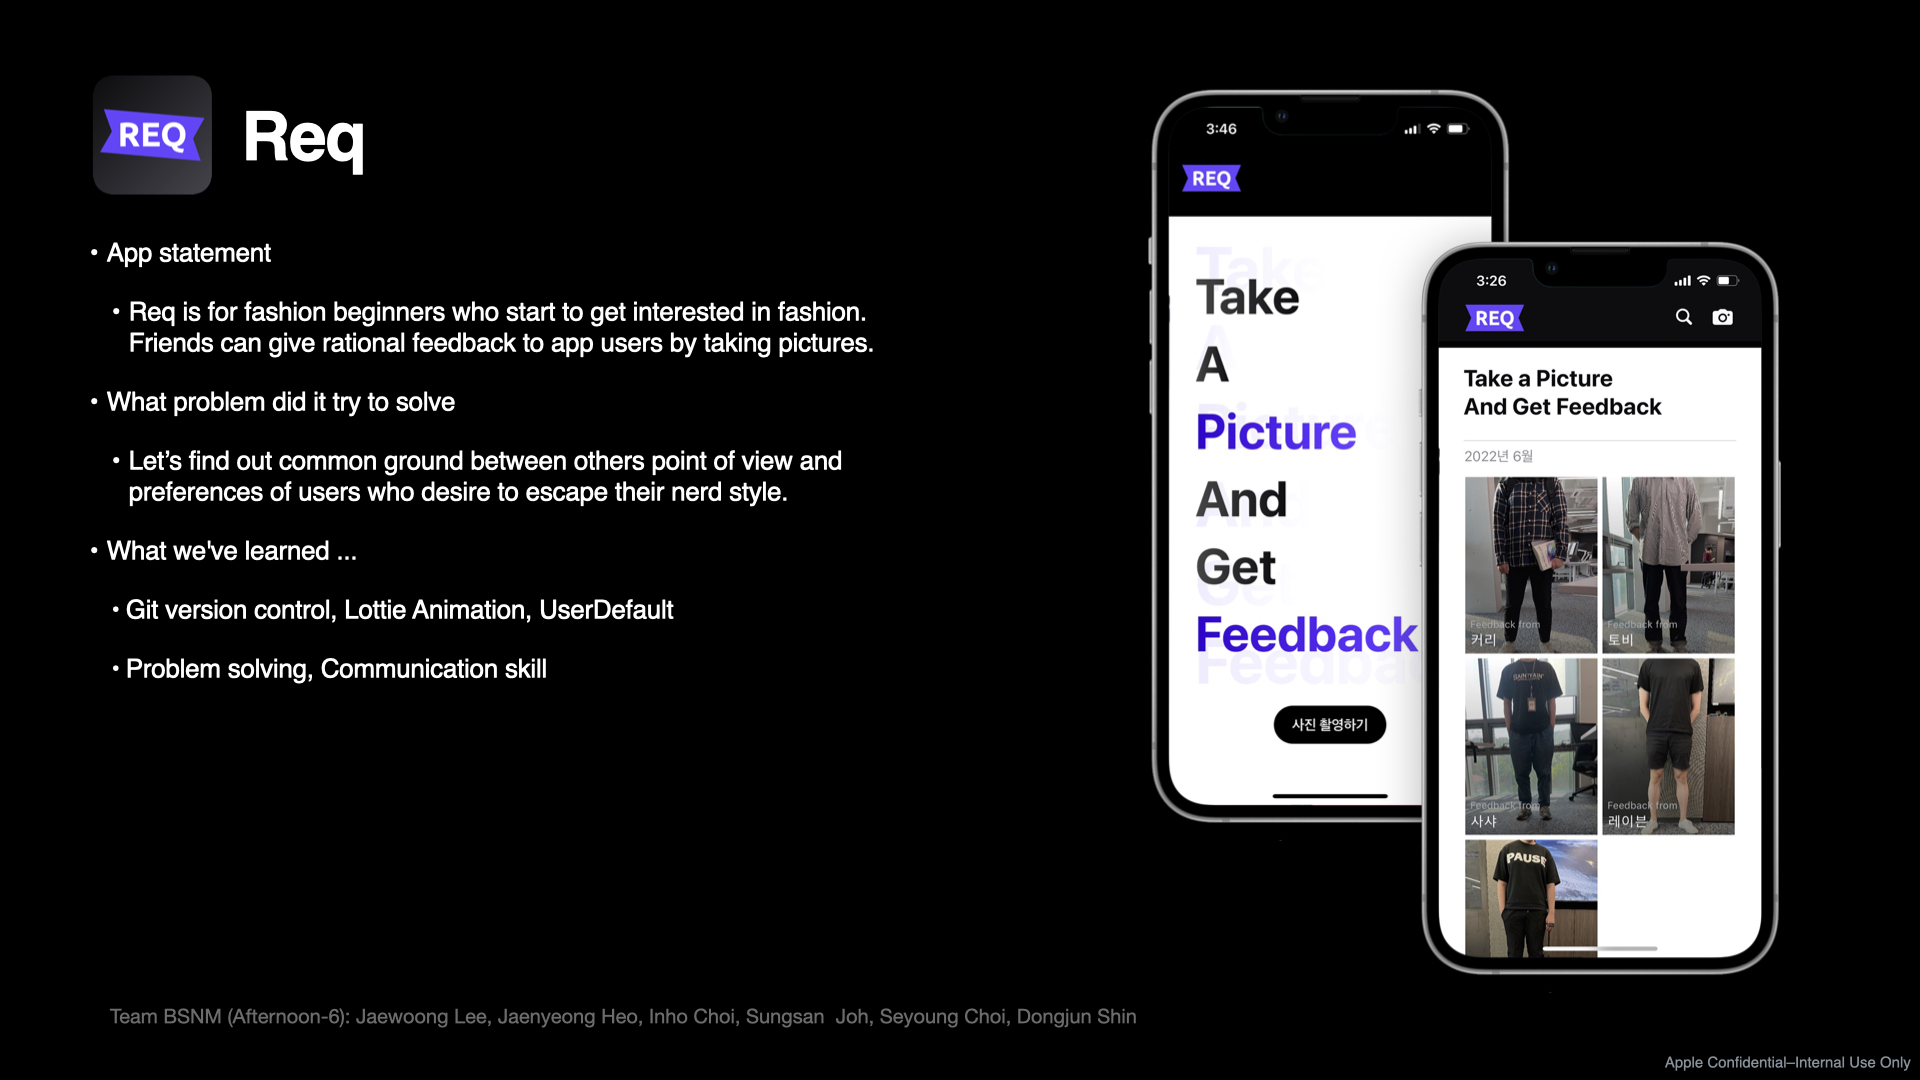 REQ
Req
• App statement
• Req is for fashion beginners who start to get interested in fashion.
Friends can give rational feedback to app users by taking pictures.
• What problem did it try to solve
• Let’s find out common ground between others point of view and
preferences of users who desire to escape their nerd style.
• What we've learned ...
• Git version control, Lottie Animation, UserDefault
• Problem solving, Communication skill
3:46
REQ
Take
A
Picture
And
Get
Feedback
사진 촬영하기
3:26
REQ
Take a Picture
And Get Feedback
2022년 6월
Feedback from
커리
Feedback from
토비
Feedback from
사샤
Feedback from
레이븐
PAUSE
Team BSNM (Afternoon-6): Jaewoong Lee, Jaenyeong Heo, Inho Choi, Sungsan  Joh, Seyoung Choi, Dongjun Shin
Apple Confidential–Internal Use Only